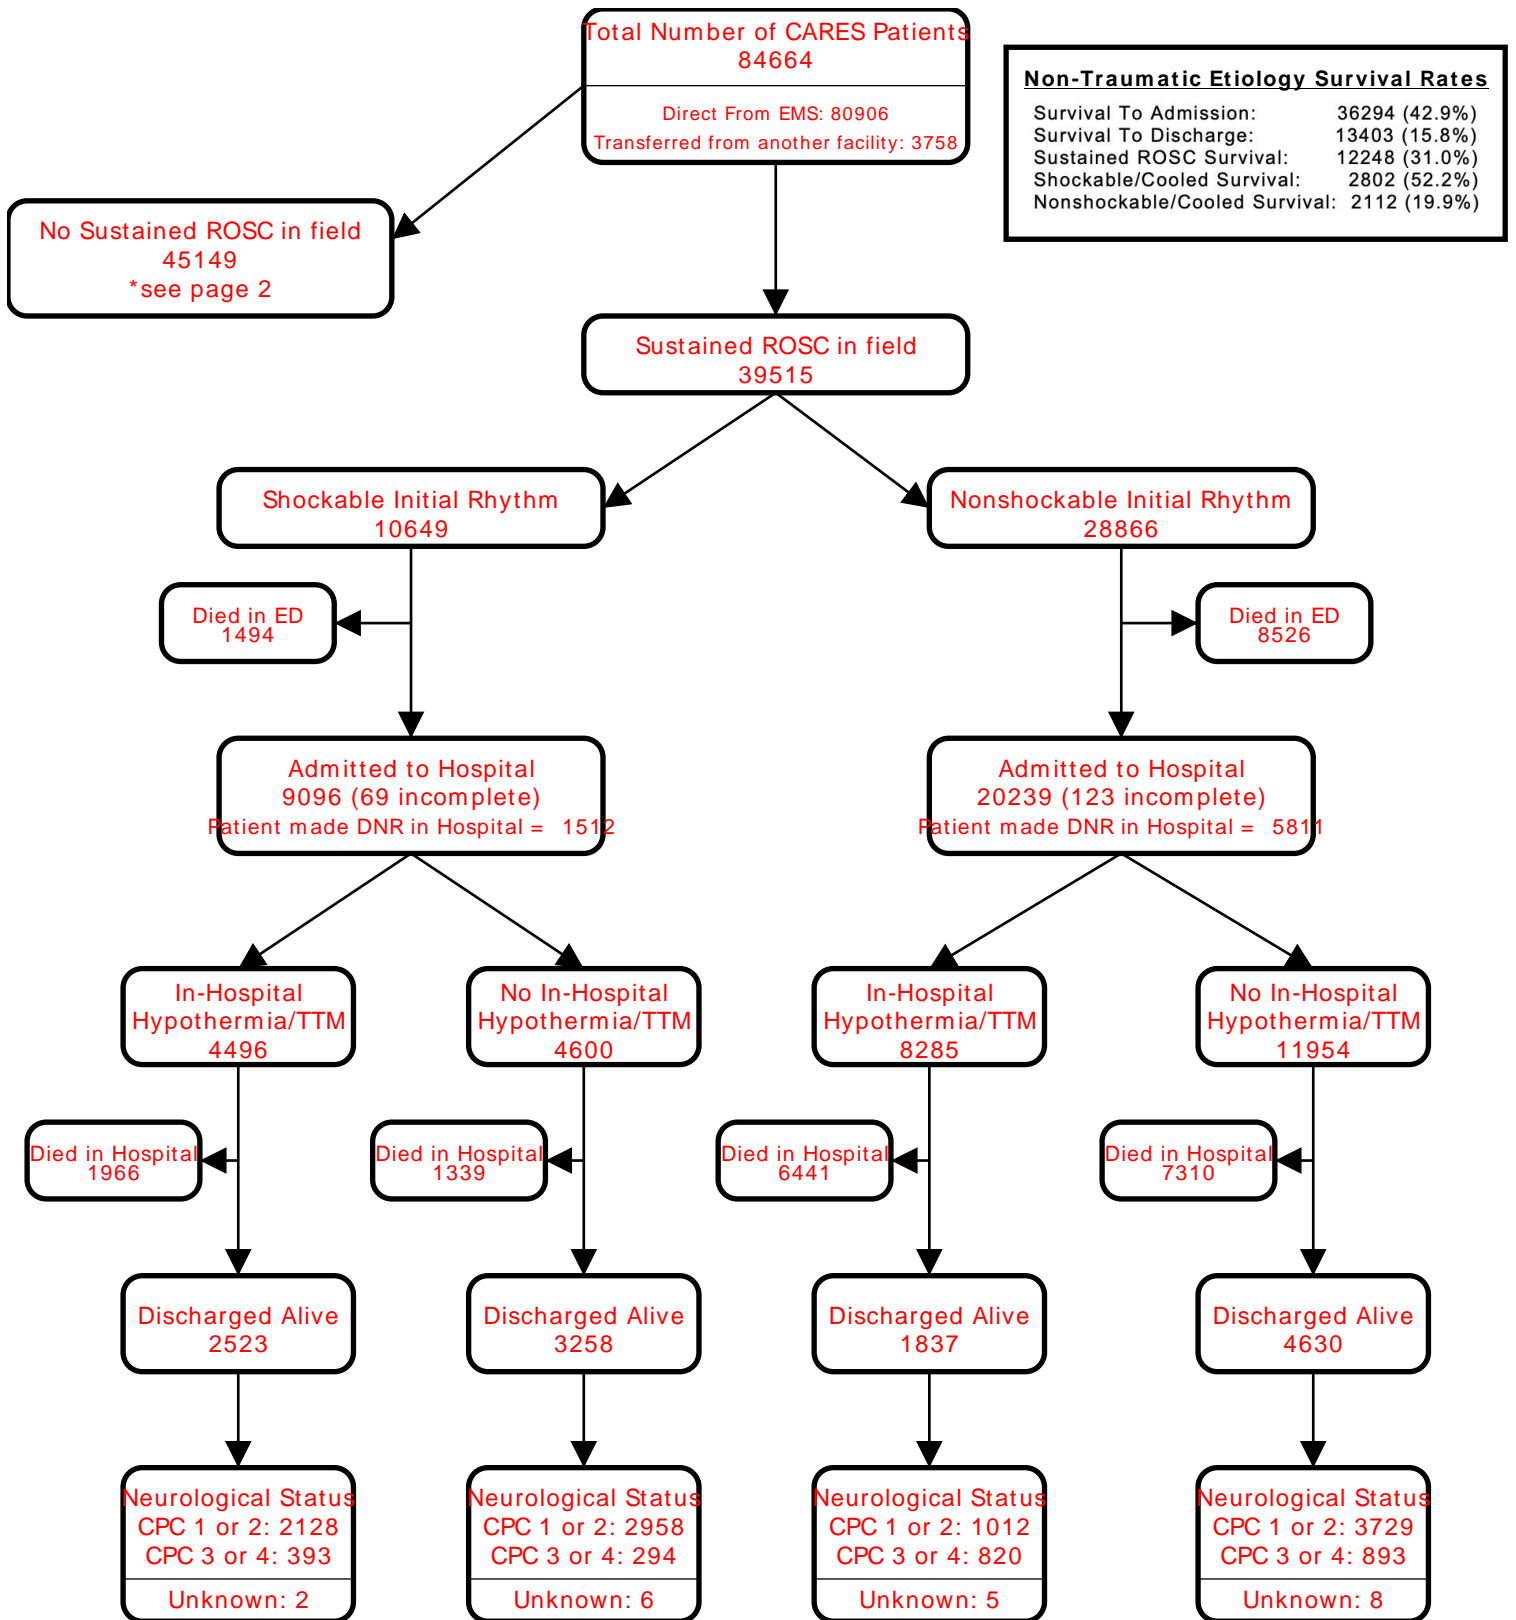 Total Number of CARES Patients
84664
Direct From EMS: 80906
Transferred from another facility: 3758
Non-Traumatic Etiology Survival Rates
Survival To Admission: 36294 (42.9%)
Survival To Discharge: 13403 (15.8%)
Sustained ROSC Survival: 12248 (31.0%)
Shockable/Cooled Survival: 2802 (52.2%)
Nonshockable/Cooled Survival: 2112 (19.9%)
No Sustained ROSC in field
45149
*see page 2
Sustained ROSC in field
39515
Shockable Initial Rhythm
10649
Nonshockable Initial Rhythm
28866
Died in ED
1494
Died in ED
8526
Admitted to Hospital
9096 (69 incomplete)
Patient made DNR in Hospital = 1512
Admitted to Hospital
20239 (123 incomplete)
Patient made DNR in Hospital = 5811
In-Hospital
Hypothermia/TTM
4496
No In-Hospital
Hypothermia/TTM
4600
In-Hospital
Hypothermia/TTM
8285
No In-Hospital
Hypothermia/TTM
11954
Died in Hospital
1966
Died in Hospital
1339
Died in Hospital
6441
Died in Hospital
7310
Discharged Alive
2523
Discharged Alive
3258
Discharged Alive
1837
Discharged Alive
4630
Neurological Status
CPC 1 or 2: 2128
CPC 3 or 4: 393
Unknown: 2
Neurological Status
CPC 1 or 2: 2958
CPC 3 or 4: 294
Unknown: 6
Neurological Status
CPC 1 or 2: 1012
CPC 3 or 4: 820
Unknown: 5
Neurological Status
CPC 1 or 2: 3729
CPC 3 or 4: 893
Unknown: 8